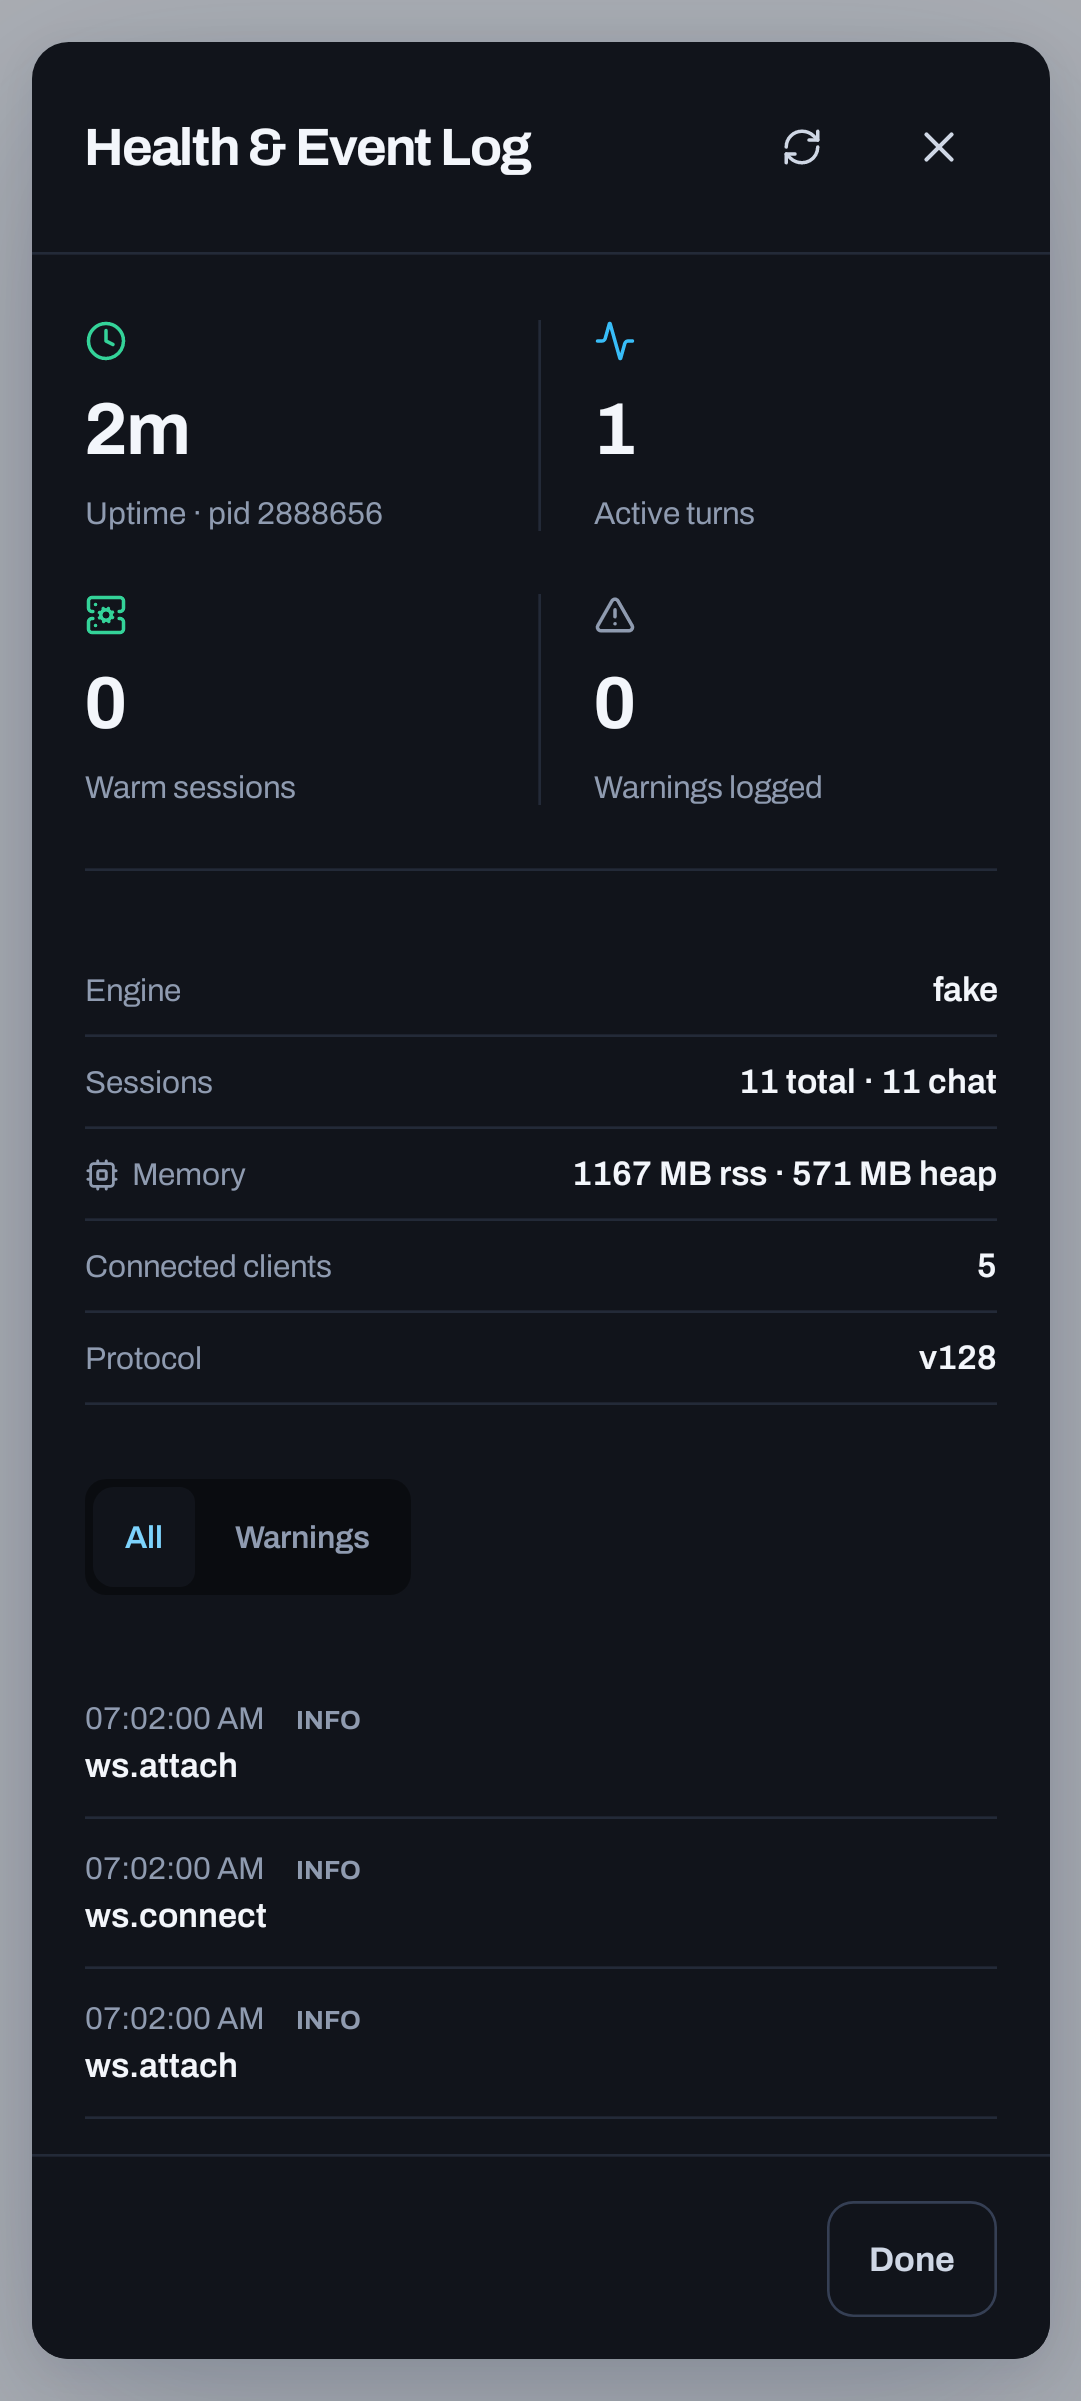 Health & Event Log
2m
Uptime · pid 2888656
1
Active turns
0
Warm sessions
0
Warnings logged
Engine fake
Sessions 11 total · 11 chat
Memory 1167 MB rss · 571 MB heap
Connected clients 5
Protocol v128
All Warnings
07:02:00 AM INFO
ws.attach
07:02:00 AM INFO
ws.connect
07:02:00 AM INFO
ws.attach
Done